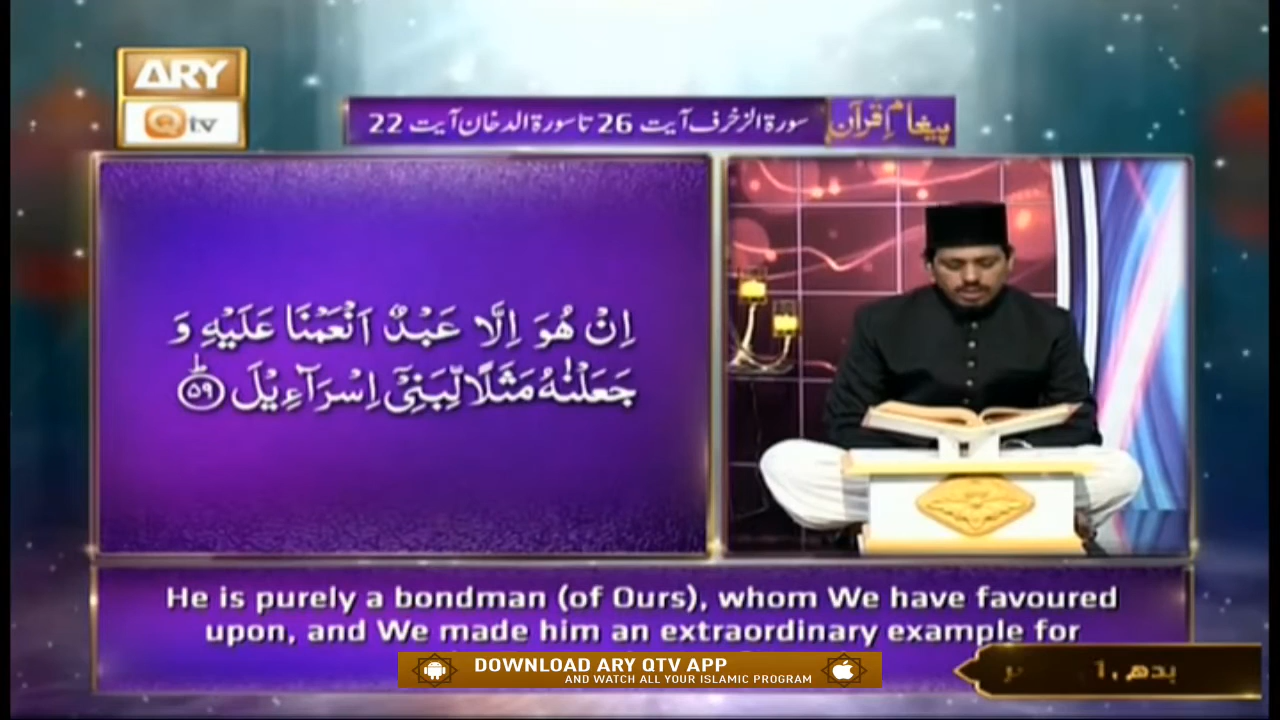 ARY
Qtv
پیغامِ قرآن
سورۃ الزخرف آیت 26 تا سورۃ الدخان آیت 22
اِنْ هُوَ اِلَّا عَبْدٌ اَنْعَمْنَا عَلَيْهِ وَ
جَعَلْنٰهُ مَثَلًا لِّبَنِيْۤ اِسْرَآءِيْلَ ؕ﴿۵۹﴾
He is purely a bondman (of Ours), whom We have favoured
upon, and We made him an extraordinary example for
DOWNLOAD ARY QTV APP
AND WATCH ALL YOUR ISLAMIC PROGRAM
بدھ , 1